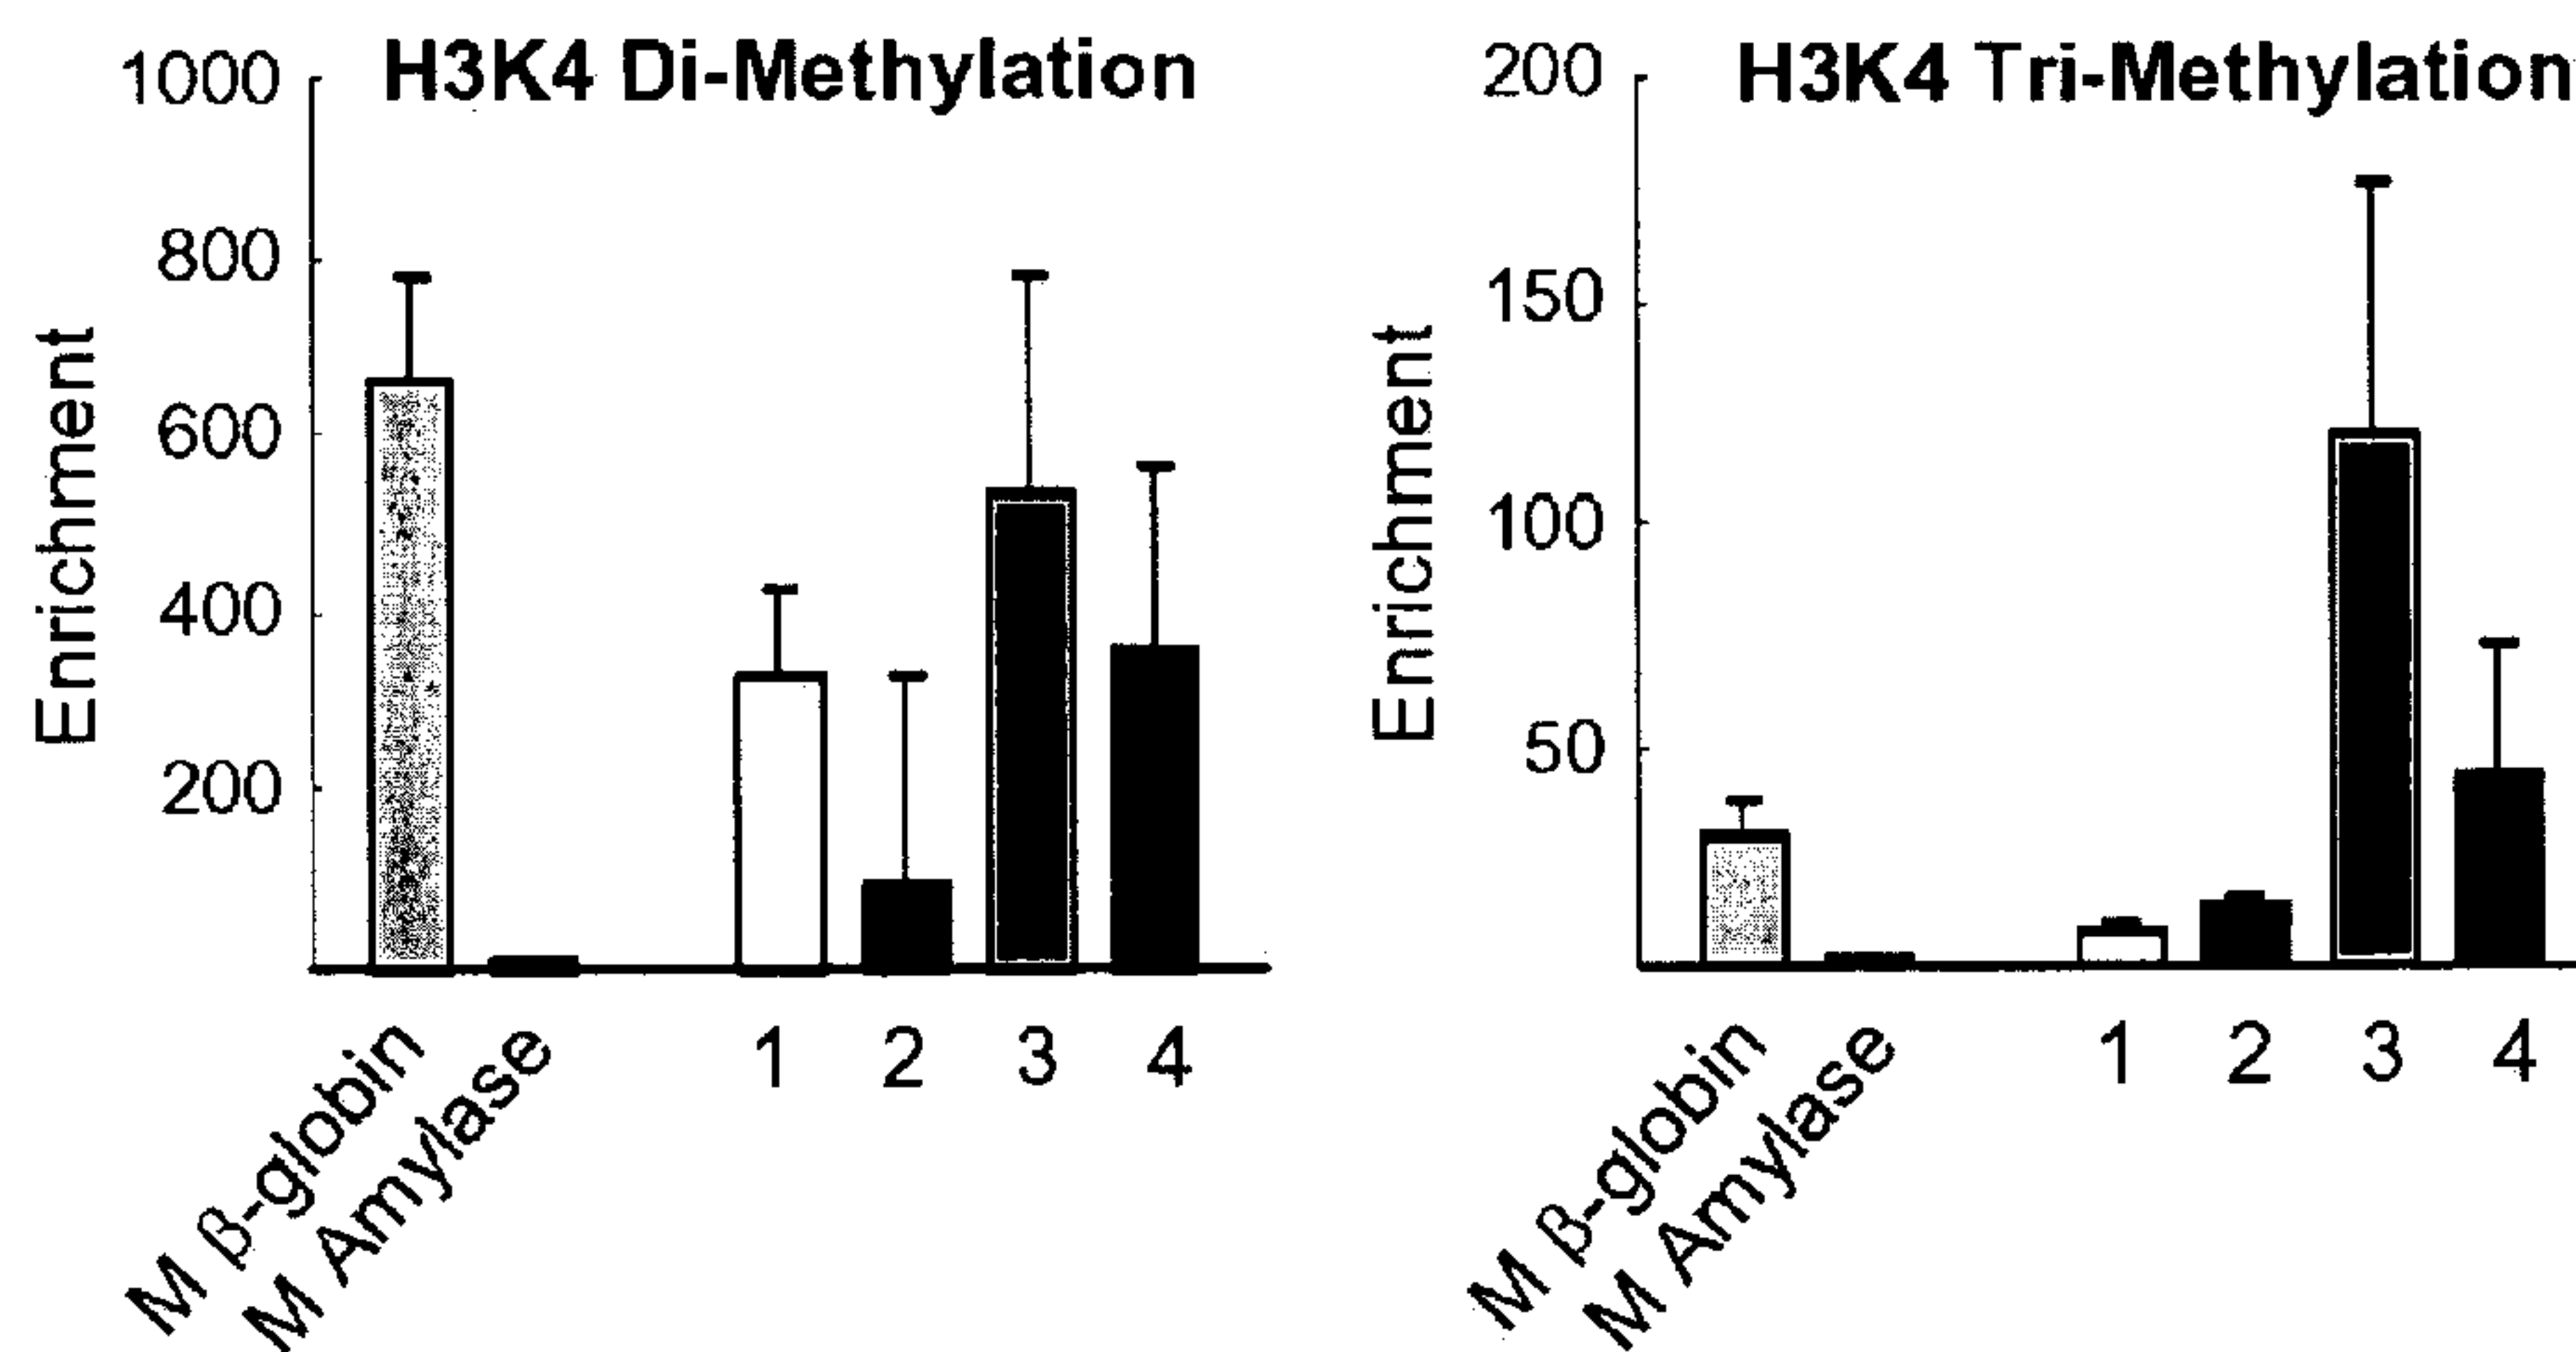 H3K4 Di-Methylation
1000
800
600
400
200
Enrichment
M β-globin
M Amylase
1 2 3 4
H3K4 Tri-Methylation
200
150
100
50
Enrichment
M β-globin
M Amylase
1 2 3 4